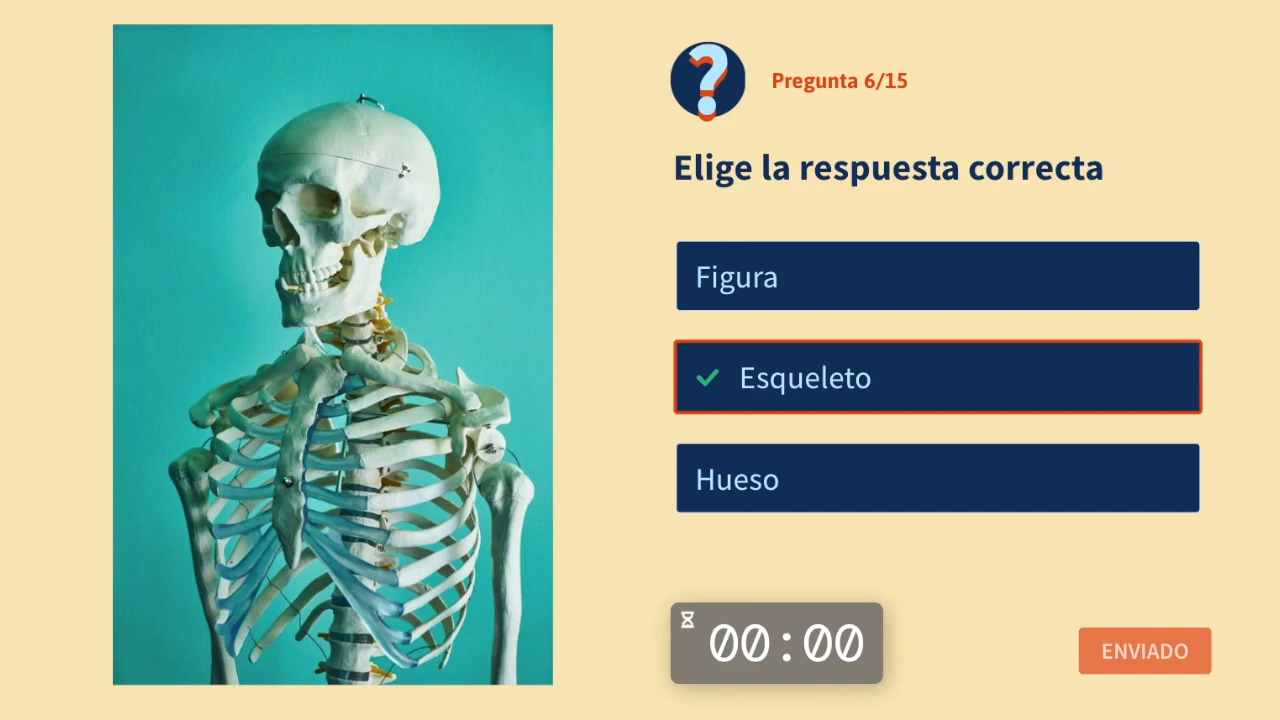 ?
Pregunta 6/15
Elige la respuesta correcta
Figura
Esqueleto
Hueso
00:00
ENVIADO